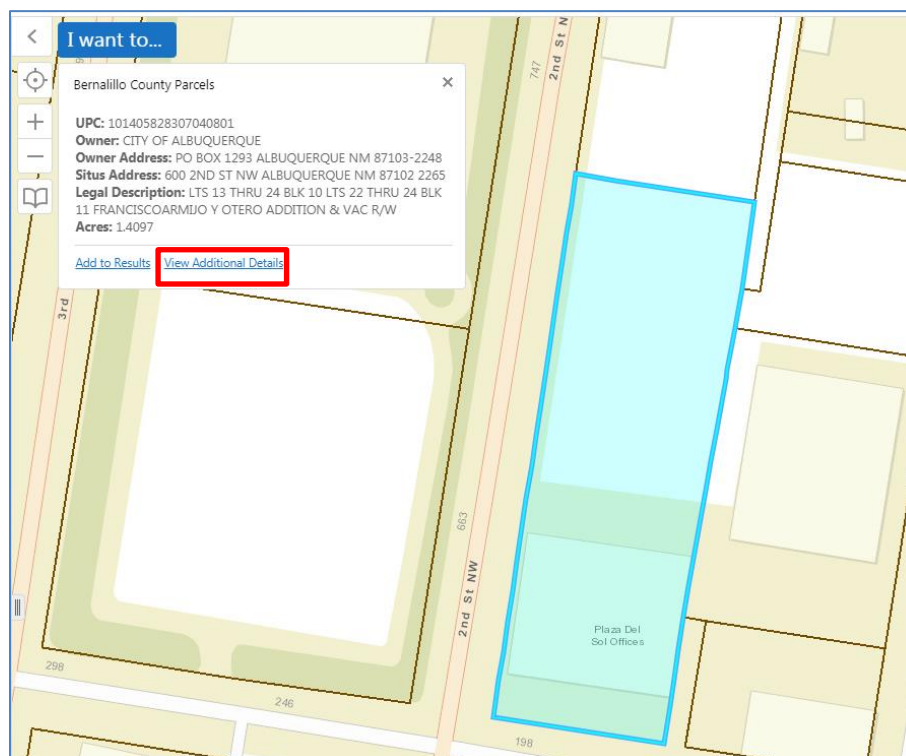 I want to...
Bernalillo County Parcels
UPC: 101405828307040801
Owner: CITY OF ALBUQUERQUE
Owner Address: PO BOX 1293 ALBUQUERQUE NM 87103-2248
Situs Address: 600 2ND ST NW ALBUQUERQUE NM 87102 2265
Legal Description: LTS 13 THRU 24 BLK 10 LTS 22 THRU 24 BLK
11 FRANCISCOARMIJO Y OTERO ADDITION & VAC R/W
Acres: 1.4097
Add to Results View Additional Details
2nd St N
747
3rd
663
2nd St NW
Plaza Del
Sol Offices
298
246
198